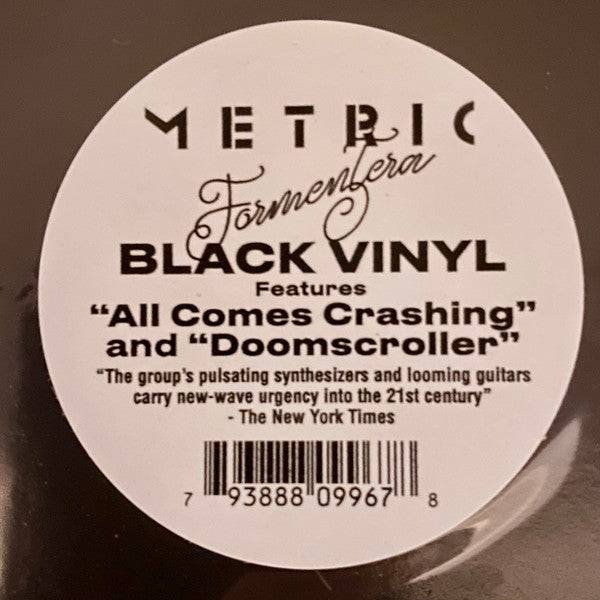 METRIC
Formentera
BLACK VINYL
Features
“All Comes Crashing”
and “Doomscroller”
“The group’s pulsating synthesizers and looming guitars
carry new-wave urgency into the 21st century”
- The New York Times
7 93888 09967 8